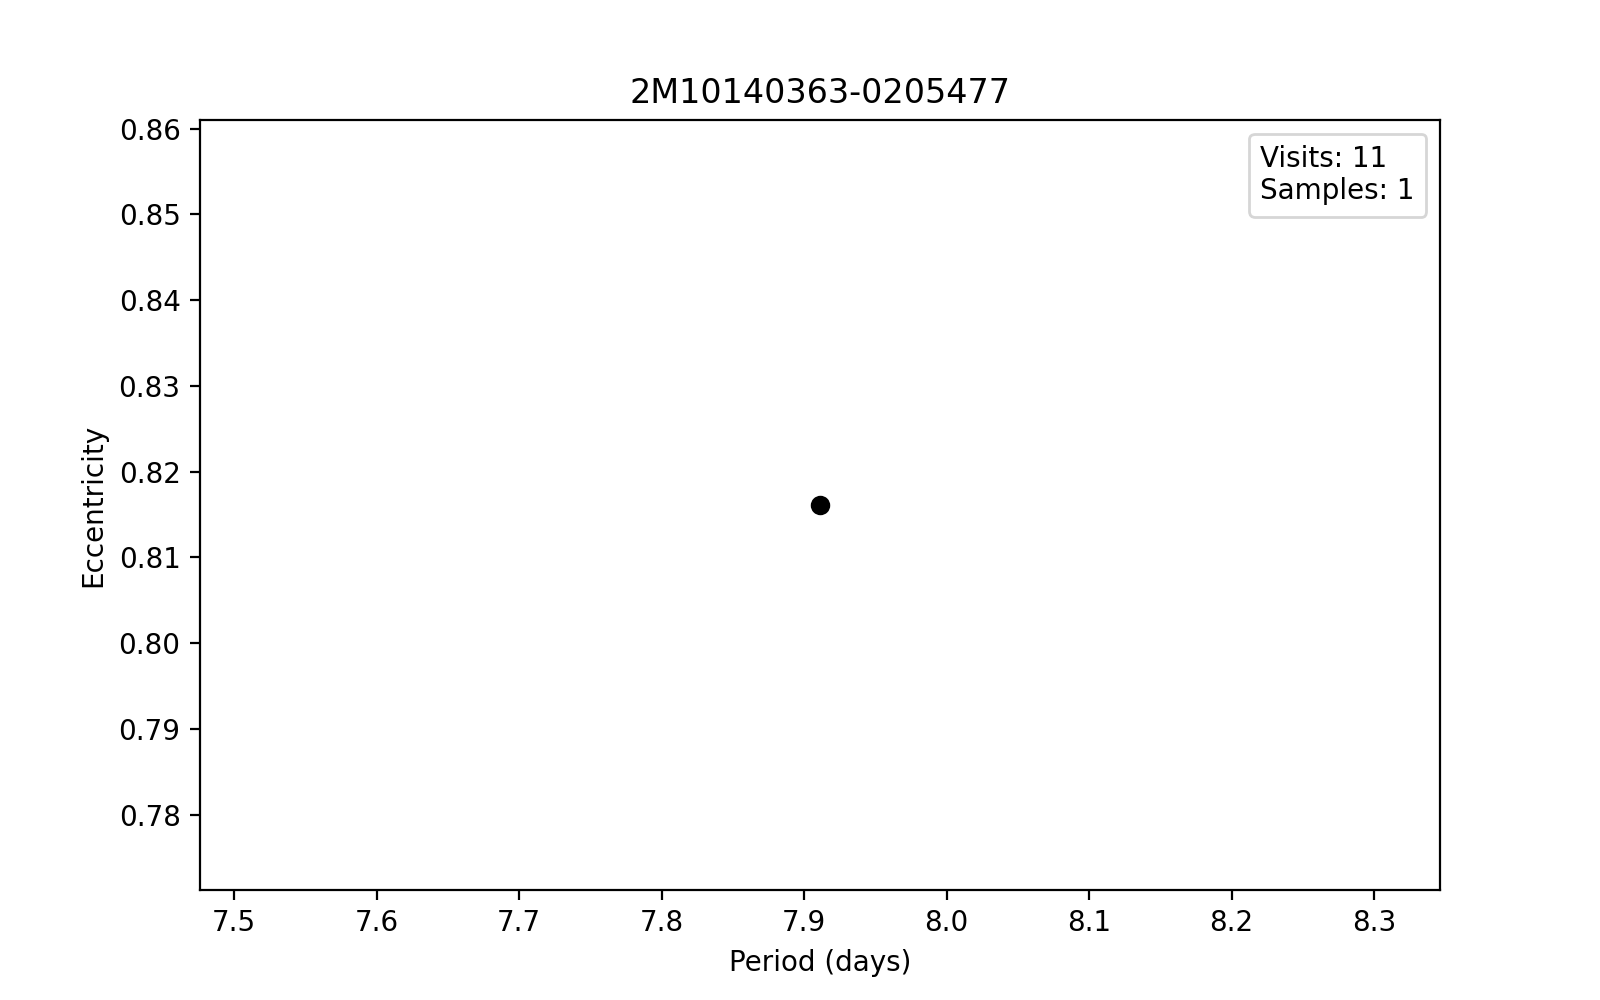 2M10140363-0205477
Visits: 11
Samples: 1
Eccentricity
0.86
0.85
0.84
0.83
0.82
0.81
0.80
0.79
0.78
7.5 7.6 7.7 7.8 7.9 8.0 8.1 8.2 8.3
Period (days)